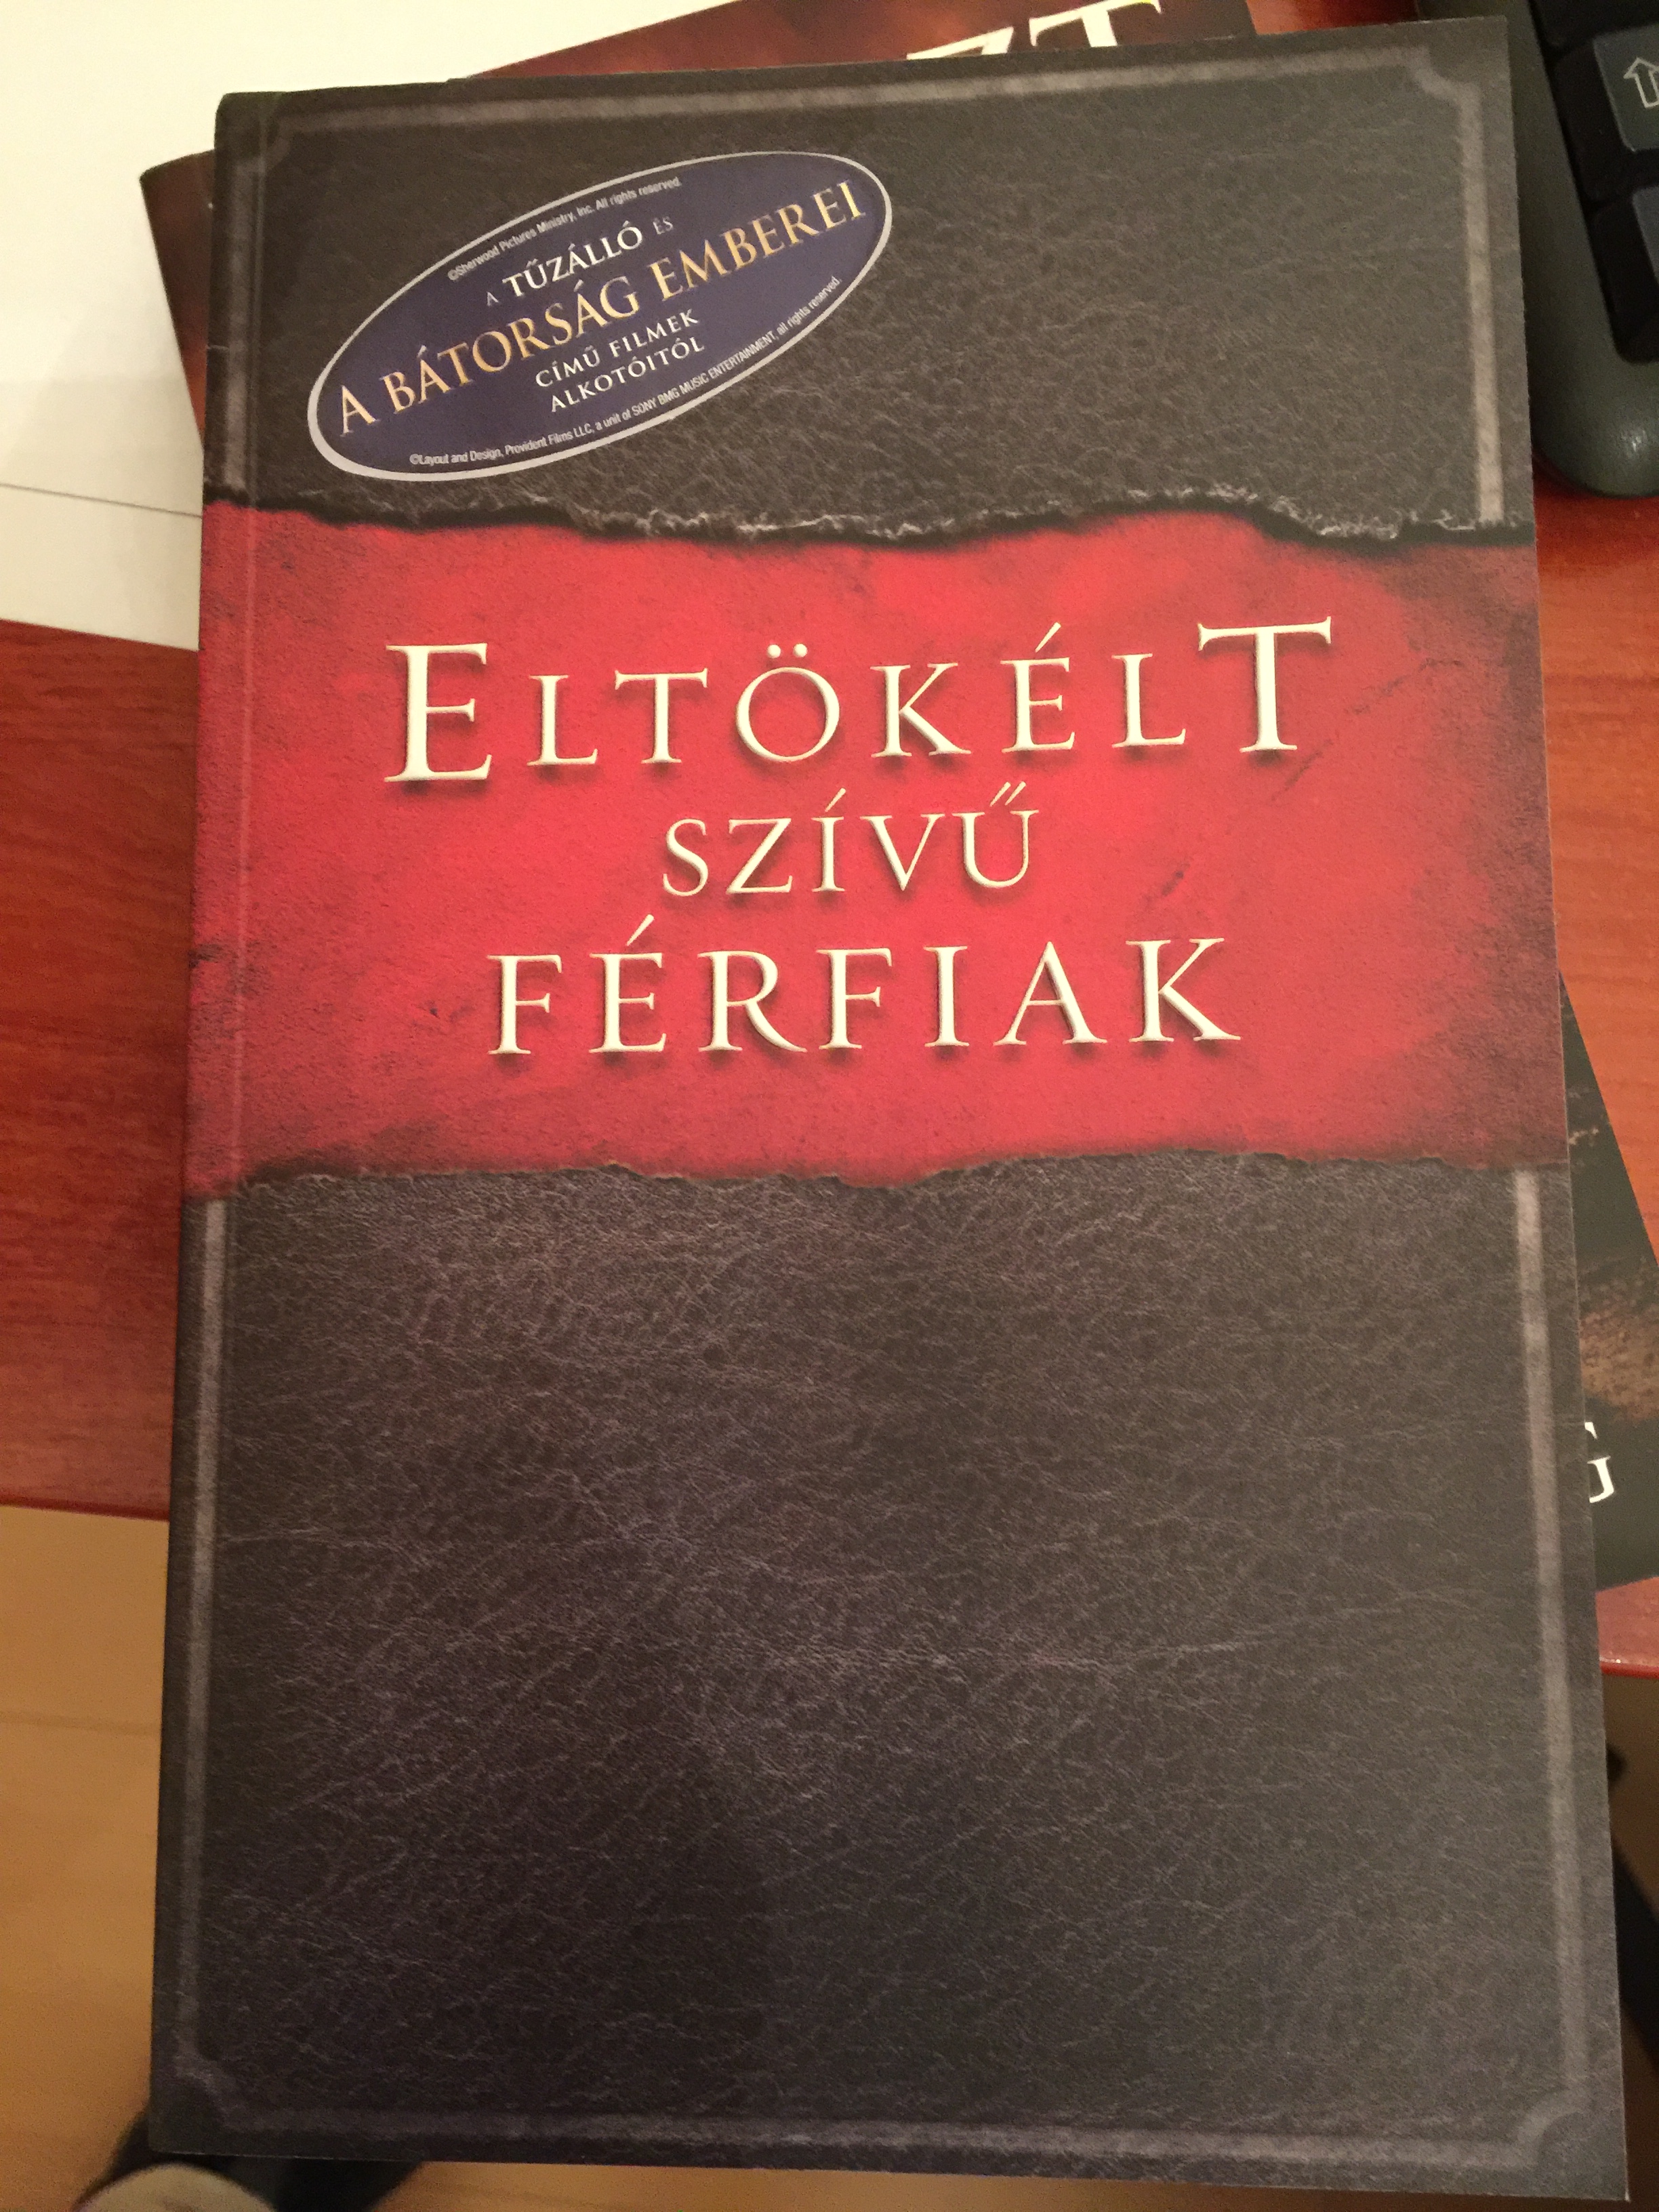 ZT
©Sherwood Pictures Ministry, Inc. All rights reserved.
A TŰZÁLLÓ ÉS
A BÁTORSÁG EMBEREI
CÍMŰ FILMEK
ALKOTÓITÓL
©Layout and Design, Provident Films LLC, a unit of SONY BMG MUSIC ENTERTAINMENT, all rights reserved.
ELTÖKÉLT
SZÍVŰ
FÉRFIAK
G